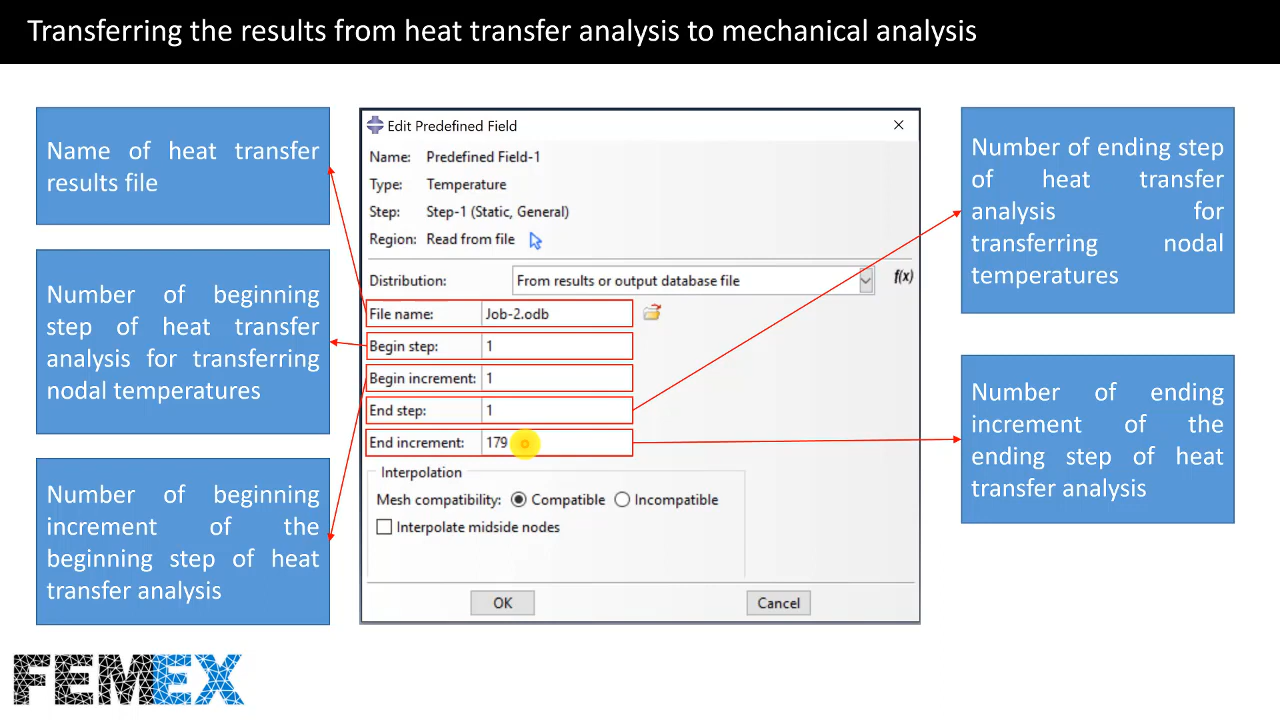 Transferring the results from heat transfer analysis to mechanical analysis
Name of heat transfer
results file
Number of beginning
step of heat transfer
analysis for transferring
nodal temperatures
Number of beginning
increment of the
beginning step of heat
transfer analysis
Edit Predefined Field
Name: Predefined Field-1
Type: Temperature
Step: Step-1 (Static, General)
Region: Read from file
Distribution: From results or output database file f(x)
File name: Job-2.odb
Begin step: 1
Begin increment: 1
End step: 1
End increment: 179
Interpolation
Mesh compatibility: Compatible Incompatible
Interpolate midside nodes
OK Cancel
Number of ending step
of heat transfer
analysis for
transferring nodal
temperatures
Number of ending
increment of the
ending step of heat
transfer analysis
FEMEX